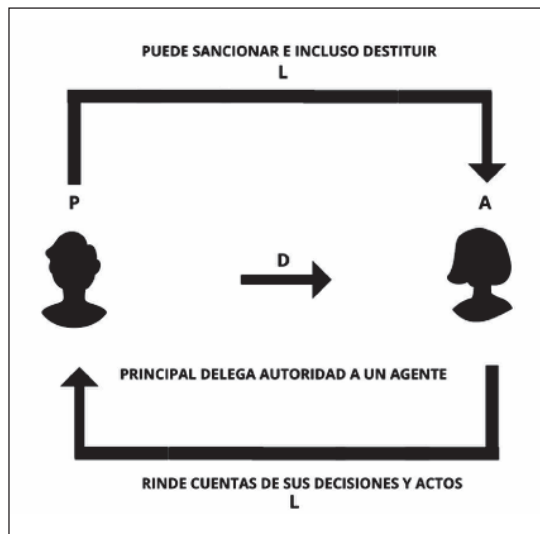 PUEDE SANCIONAR E INCLUSO DESTITUIR
L
P
A
D
PRINCIPAL DELEGA AUTORIDAD A UN AGENTE
RINDE CUENTAS DE SUS DECISIONES Y ACTOS
L